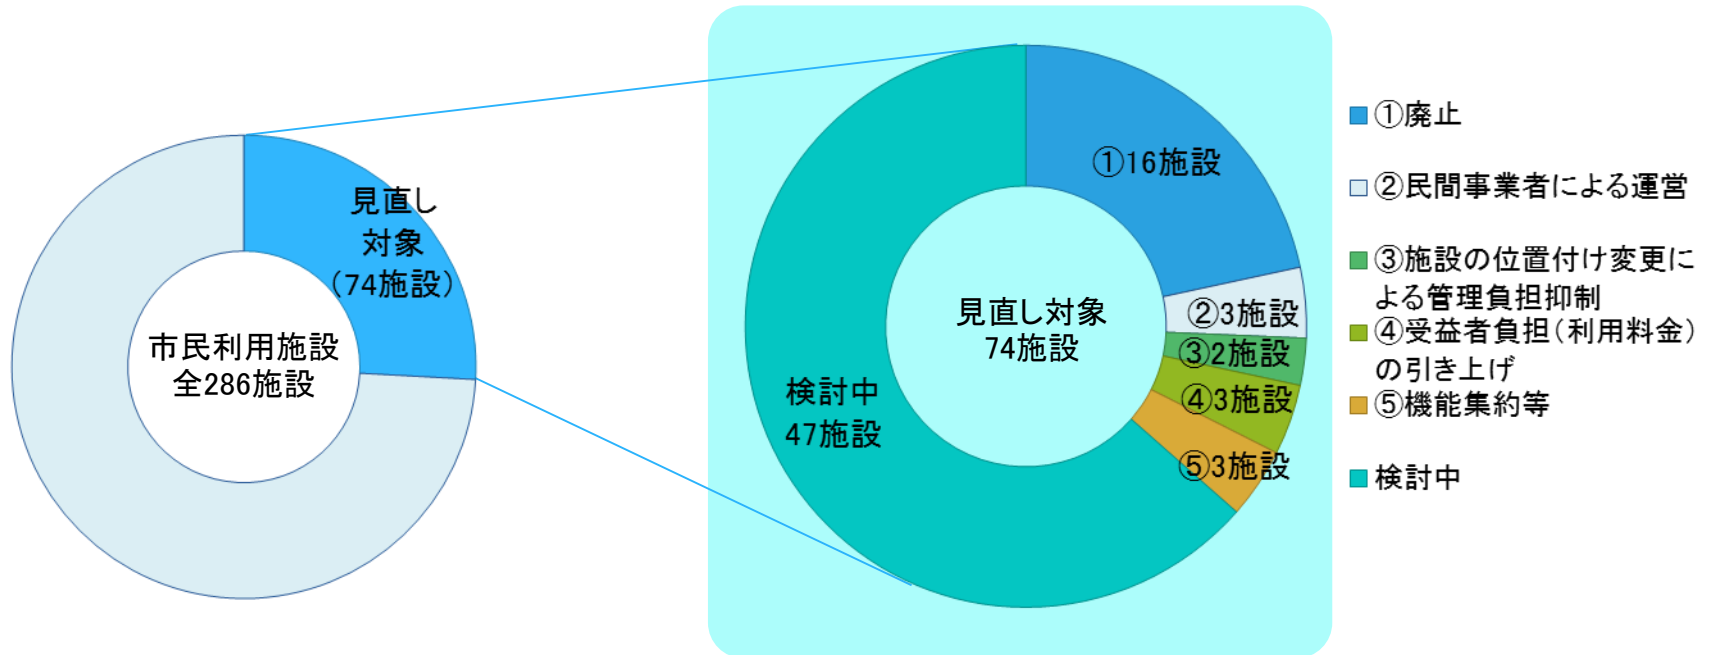 見直し
対象
（74施設）
市民利用施設
全286施設
①16施設
②3施設
③2施設
④3施設
⑤3施設
検討中
47施設
見直し対象
74施設
①廃止
②民間事業者による運営
③施設の位置付け変更に
よる管理負担抑制
④受益者負担（利用料金）
の引き上げ
⑤機能集約等
検討中